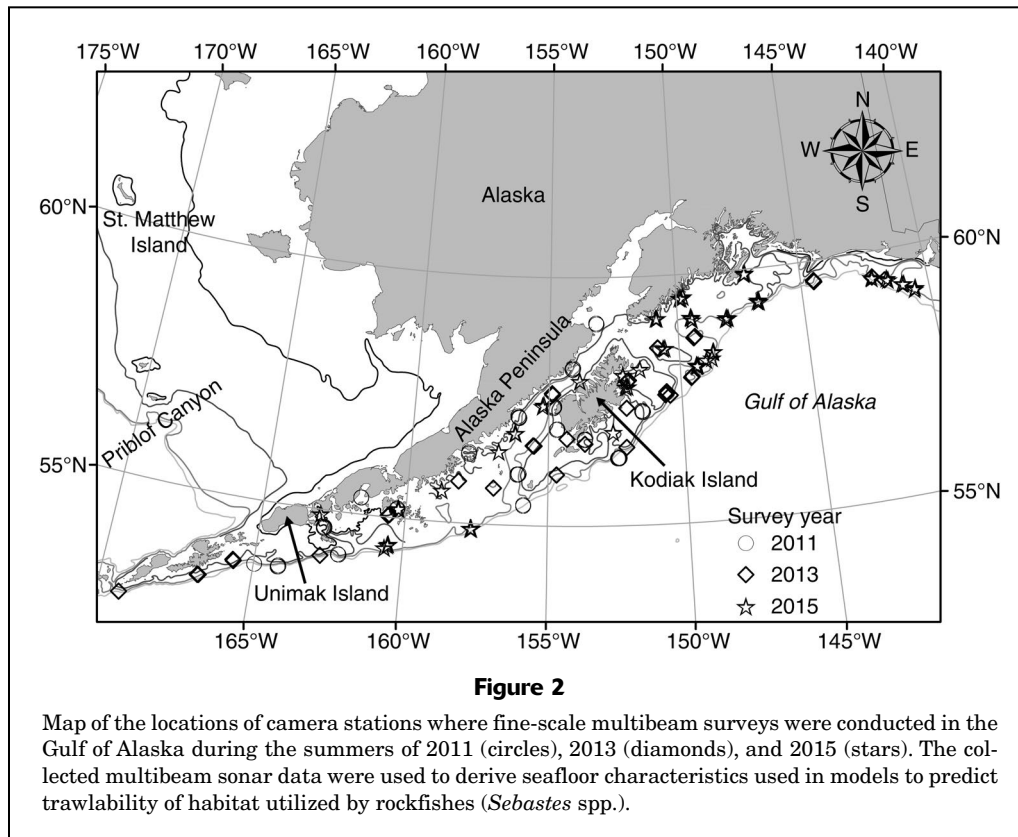 175°W 170°W 165°W 160°W 155°W 150°W 145°W 140°W
N
W E
S
Alaska
60°N
60°N
St. Matthew
Island
Alaska Peninsula
Gulf of Alaska
Priblof Canyon
55°N
Kodiak Island
55°N
Survey year
2011
2013
2015
Unimak Island
165°W 160°W 155°W 150°W 145°W
Figure 2
Map of the locations of camera stations where fine-scale multibeam surveys were conducted in the
Gulf of Alaska during the summers of 2011 (circles), 2013 (diamonds), and 2015 (stars). The col-
lected multibeam sonar data were used to derive seafloor characteristics used in models to predict
trawlability of habitat utilized by rockfishes (Sebastes spp.).